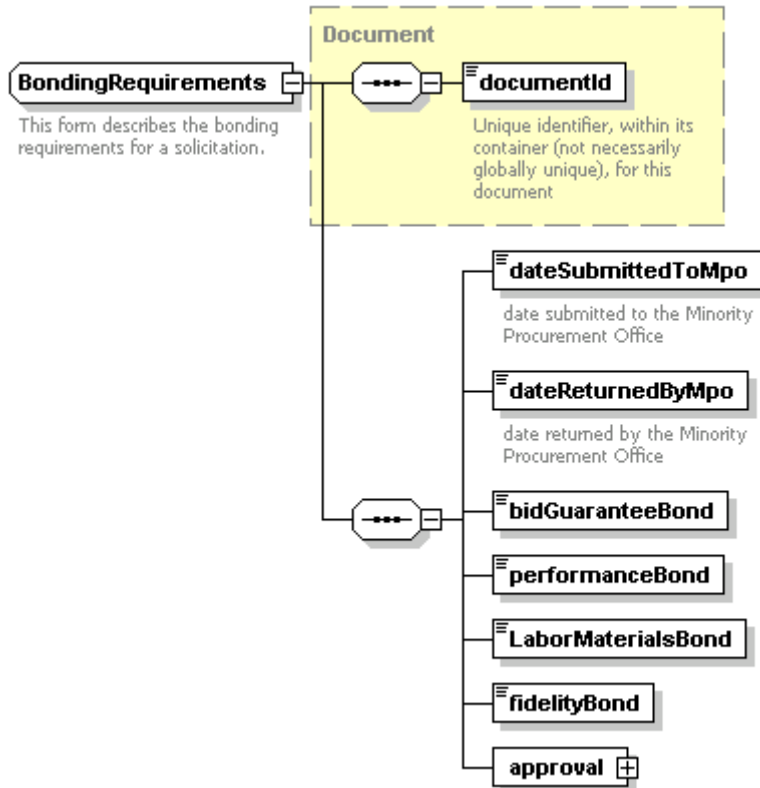 Document
BondingRequirements
This form describes the bonding
requirements for a solicitation.
documentId
Unique identifier, within its
container (not necessarily
globally unique), for this
document
dateSubmittedToMpo
date submitted to the Minority
Procurement Office
dateReturnedByMpo
date returned by the Minority
Procurement Office
bidGuaranteeBond
performanceBond
LaborMaterialsBond
fidelityBond
approval